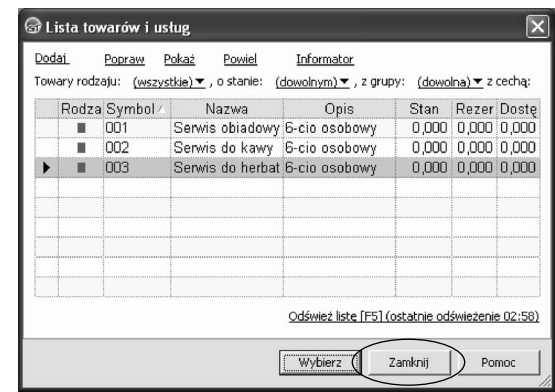 Lista towarów i usług
Dodaj Popraw Pokaż Powiel Informator
Towary rodzaju: (wszystkie) , o stanie: (dowolnym) , z grupy: (dowolna) z cechą:
Rodza Symbol Nazwa Opis Stan Rezer Dostę
001 Serwis obiadowy 6-cio osobowy 0,000 0,000 0,000
002 Serwis do kawy 6-cio osobowy 0,000 0,000 0,000
003 Serwis do herbat 6-cio osobowy 0,000 0,000 0,000
Odśwież listę [F5] (ostatnie odświeżenie 02:58)
Wybierz Zamknij Pomoc